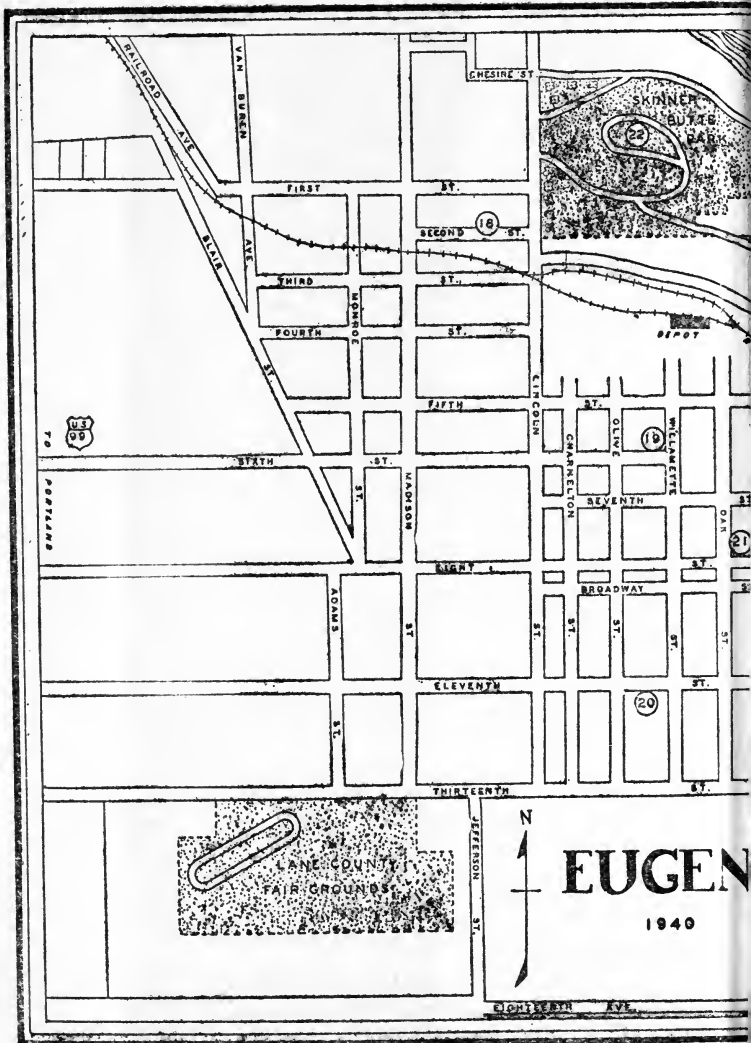 RAILROAD AVE
VAN BUREN AVE
CHESIRE ST.
SKINNER
BUTTE
PARK
22
FIRST ST.
18
SECOND ST.
BLAIR ST.
THIRD ST.
MONROE ST.
DEPOT
FOURTH ST.
LINCOLN ST.
FIFTH ST.
CHARNELTON ST.
OLIVE ST.
19
WILLAMETTE ST.
US
99
TO PORTLAND
SIXTH ST.
MADISON ST.
SEVENTH ST
OAK ST.
21
EIGHT ST.
BROADWAY S
ADAMS ST.
ELEVENTH ST.
20
THIRTEENTH ST.
JEFFERSON ST.
N
LANE COUNTY
FAIR GROUNDS
EUGEN
1940
EIGHTEENTH AVE.